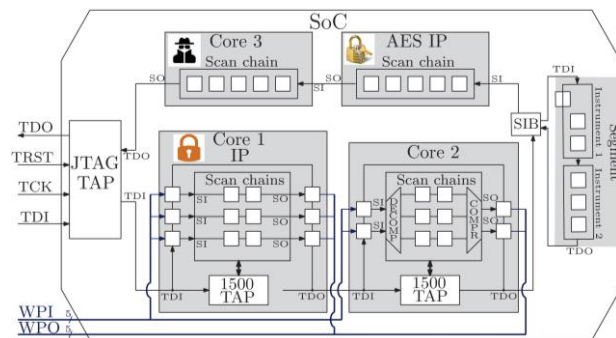 SoC
Core 3
Scan chain
SO
SI
AES IP
Scan chain
SO
SI
TDI
SIB
Instrument 1
Instrument 2
Segment
TDO
TDO
TRST
TCK
TDI
JTAG
TAP
TDO
TDI
Core 1
IP
Scan chains
SI
SO
SI
SO
SI
SO
1500
TAP
TDI
TDO
Core 2
Scan chains
SI
SI
DECOMP
COMPR
SO
SO
1500
TAP
TDI
TDO
WPI 5
WPO 5